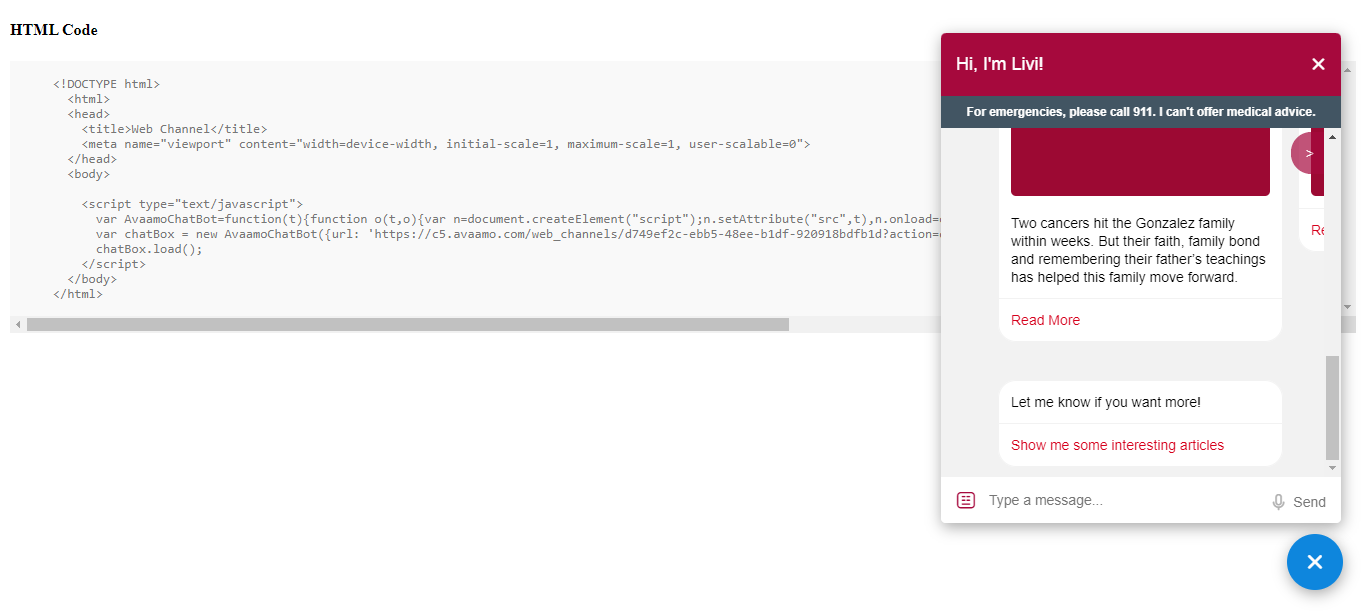 HTML Code
<!DOCTYPE html>
<html>
<head>
<title>Web Channel</title>
<meta name="viewport" content="width=device-width, initial-scale=1, maximum-scale=1, user-scalable=0">
</head>
<body>
<script type="text/javascript">
var AvaamoChatBot=function(t){function o(t,o){var n=document.createElement("script");n.setAttribute("src",t),n.onload=
var chatBox = new AvaamoChatBot({url: 'https://c5.avaamo.com/web_channels/d749ef2c-ebb5-48ee-b1df-920918bdfb1d?action=
chatBox.load();
</script>
</body>
</html>
Hi, I'm Livi!
For emergencies, please call 911. I can't offer medical advice.
>
Two cancers hit the Gonzalez family
within weeks. But their faith, family bond
and remembering their father's teachings
has helped this family move forward.
Read More
Re
Let me know if you want more!
Show me some interesting articles
Type a message...
Send